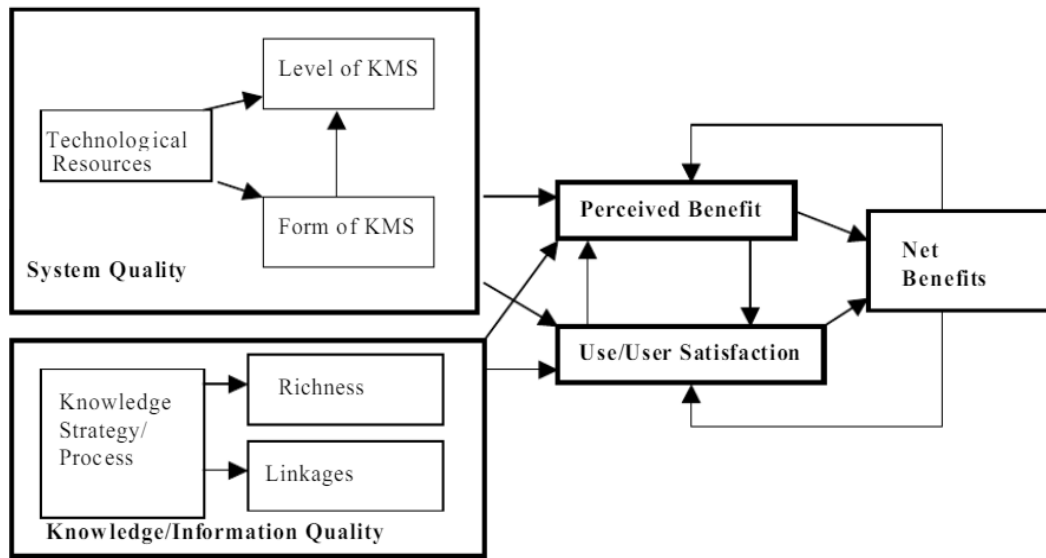 Level of KMS
Technological
Resources
Form of KMS
System Quality
Knowledge
Strategy/
Process
Richness
Linkages
Knowledge/Information Quality
Perceived Benefit
Use/User Satisfaction
Net
Benefits